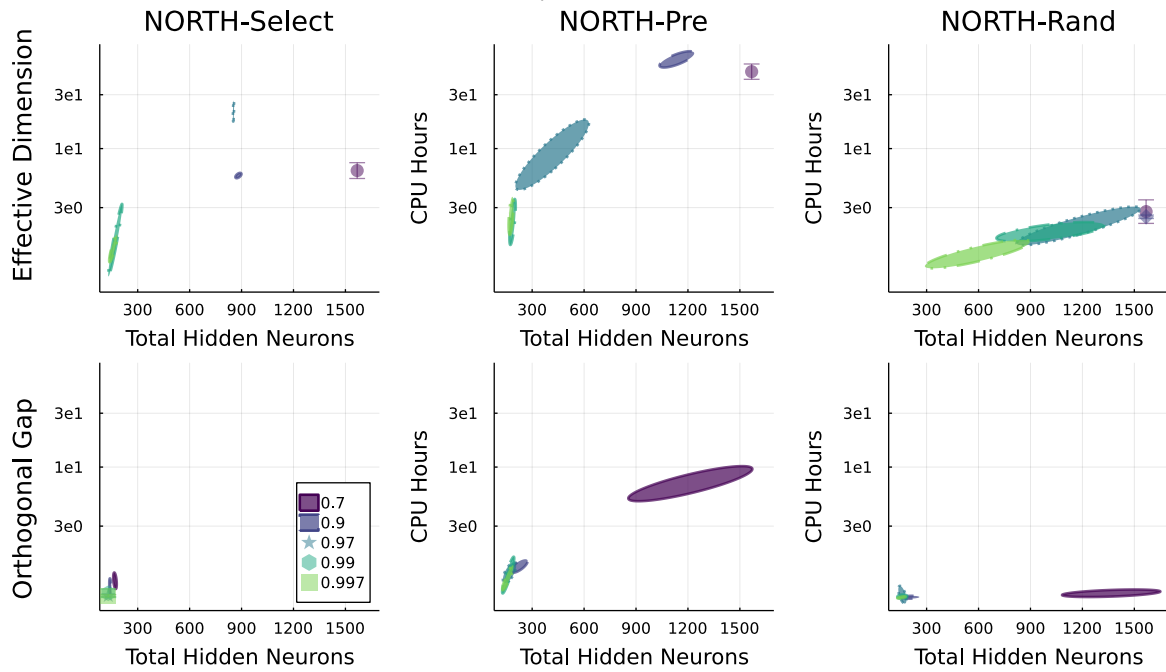 NORTH-Select
NORTH-Pre
NORTH-Rand
Effective Dimension
3e1
1e1
3e0
300 600 900 1200 1500
Total Hidden Neurons
CPU Hours
3e1
1e1
3e0
300 600 900 1200 1500
Total Hidden Neurons
CPU Hours
3e1
1e1
3e0
300 600 900 1200 1500
Total Hidden Neurons
Orthogonal Gap
3e1
1e1
3e0
0.7
0.9
0.97
0.99
0.997
300 600 900 1200 1500
Total Hidden Neurons
CPU Hours
3e1
1e1
3e0
300 600 900 1200 1500
Total Hidden Neurons
CPU Hours
3e1
1e1
3e0
300 600 900 1200 1500
Total Hidden Neurons